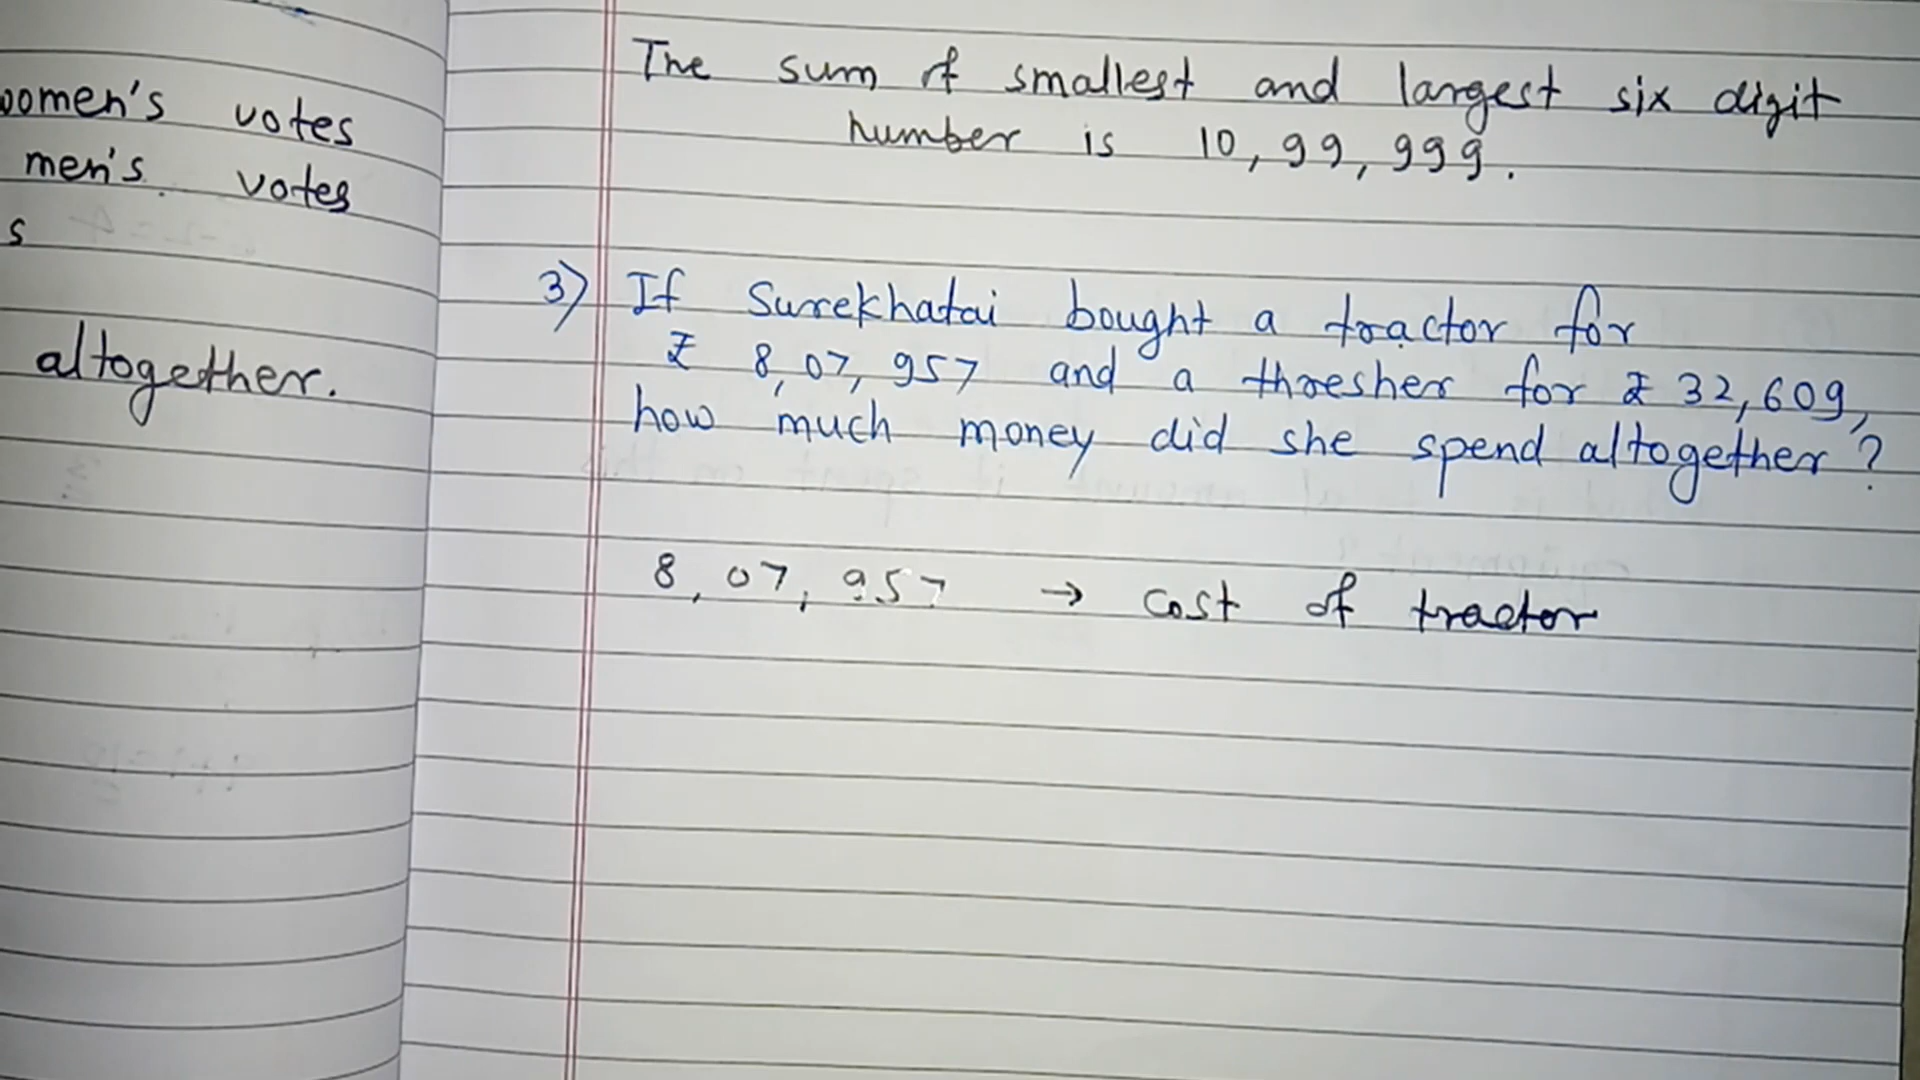 women's votes
men's votes
s
altogether.
The sum of smallest and largest six digit
number is 10,99,999.
3) If Surekhatai bought a tractor for
₹ 8,07,957 and a thresher for ₹ 32,609,
how much money did she spend altogether?
8,07,957 → cost of tractor